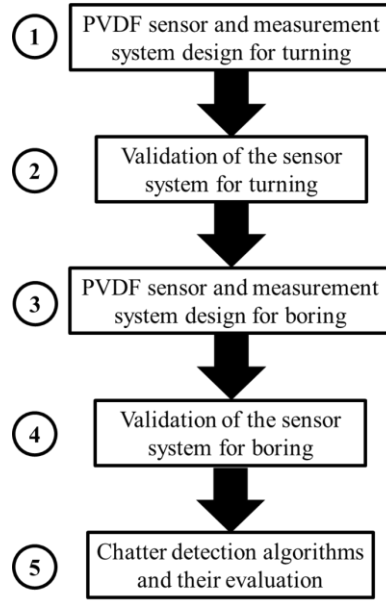 1
PVDF sensor and measurement
system design for turning
2
Validation of the sensor
system for turning
3
PVDF sensor and measurement
system design for boring
4
Validation of the sensor
system for boring
5
Chatter detection algorithms
and their evaluation